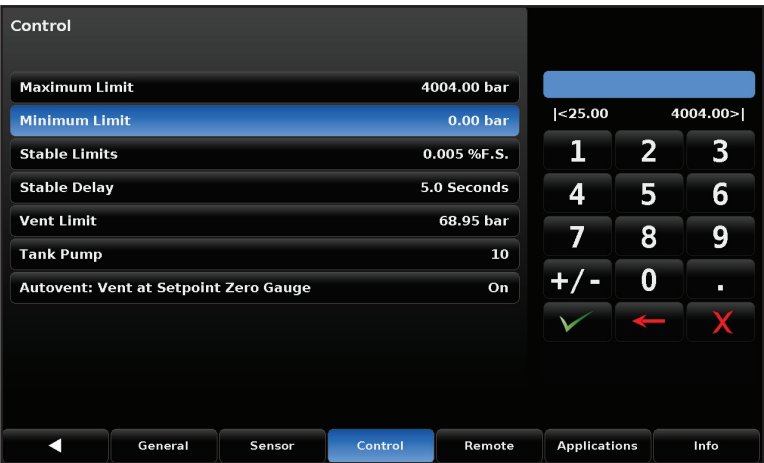 Control
Maximum Limit 4004.00 bar
Minimum Limit 0.00 bar
Stable Limits 0.005 %F.S.
Stable Delay 5.0 Seconds
Vent Limit 68.95 bar
Tank Pump 10
Autovent: Vent at Setpoint Zero Gauge On
|<25.00 4004.00>|
1 2 3
4 5 6
7 8 9
+/- 0 .
X
General Sensor Control Remote Applications Info